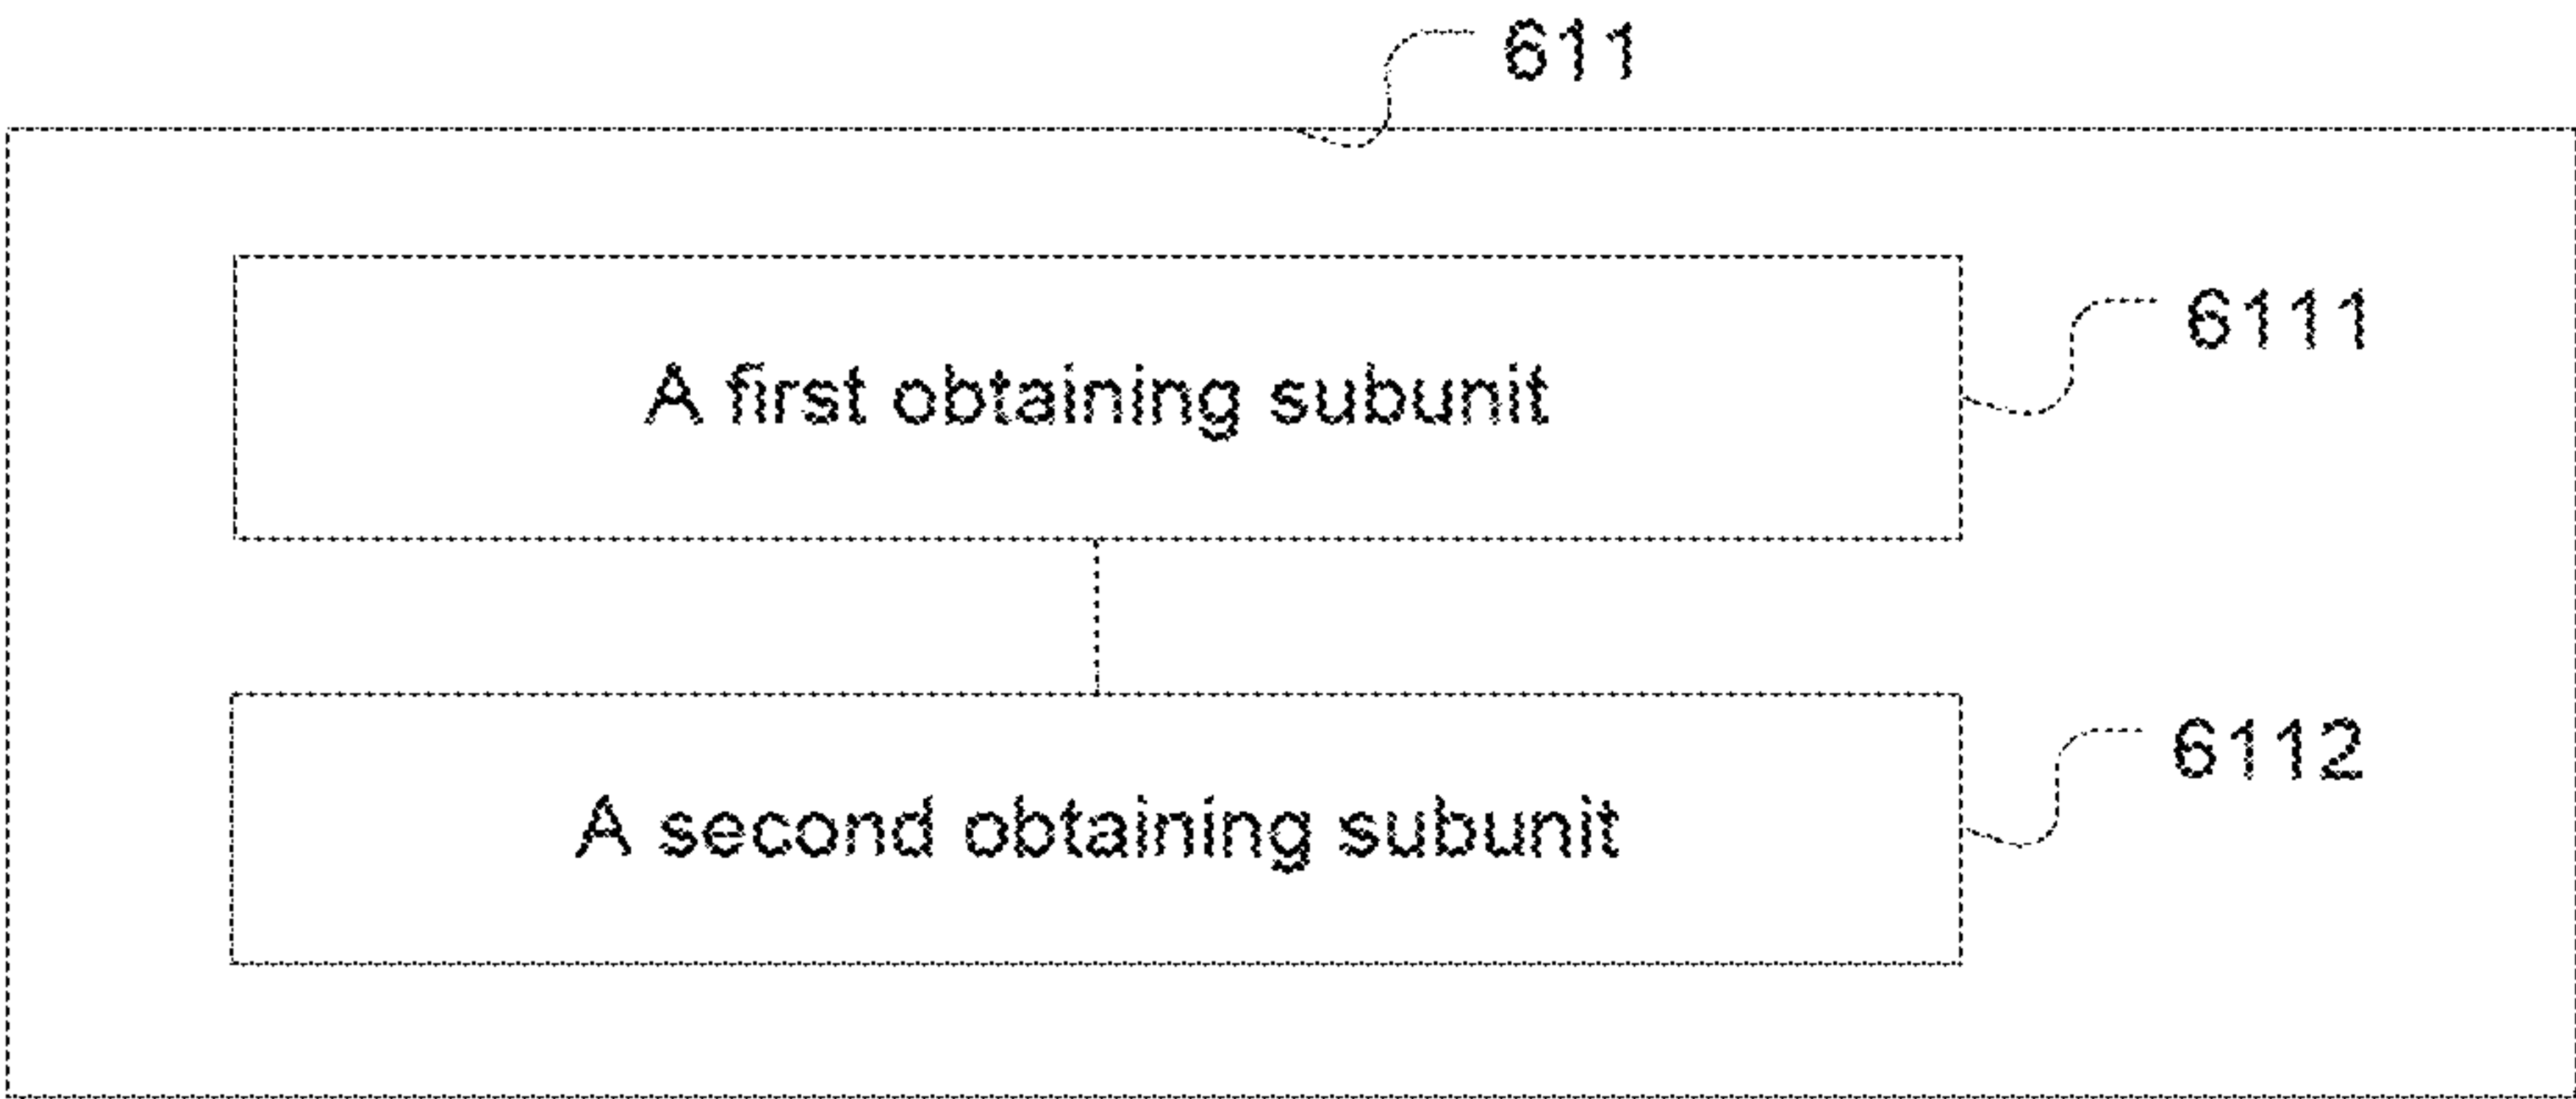 611
A first obtaining subunit
6111
A second obtaining subunit
6112